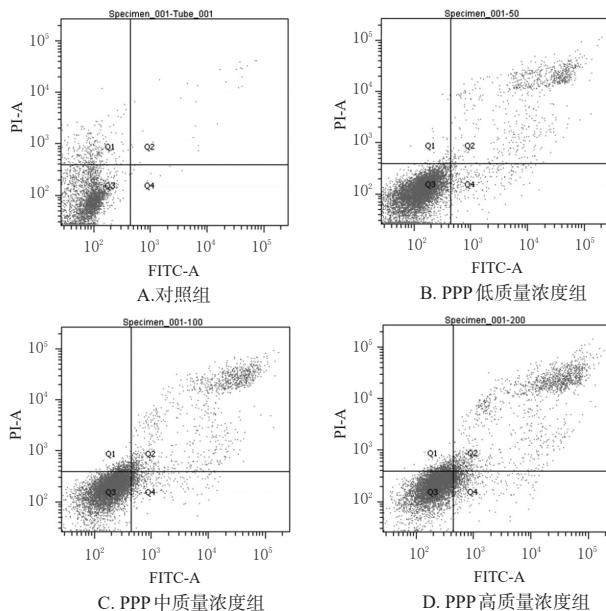 Specimen_001-Tube_001
10⁵
10⁴
10³
10²
PI-A
Q1 Q2
Q3 Q4
10² 10³ 10⁴ 10⁵
FITC-A
A.对照组
Specimen_001-50
10⁵
10⁴
10³
10²
PI-A
Q1 Q2
Q3 Q4
10² 10³ 10⁴ 10⁵
FITC-A
B. PPP 低质量浓度组
Specimen_001-100
10⁵
10⁴
10³
10²
PI-A
Q1 Q2
Q3 Q4
10² 10³ 10⁴ 10⁵
FITC-A
C. PPP 中质量浓度组
Specimen_001-200
10⁵
10⁴
10³
10²
PI-A
Q1 Q2
Q3 Q4
10² 10³ 10⁴ 10⁵
FITC-A
D. PPP 高质量浓度组